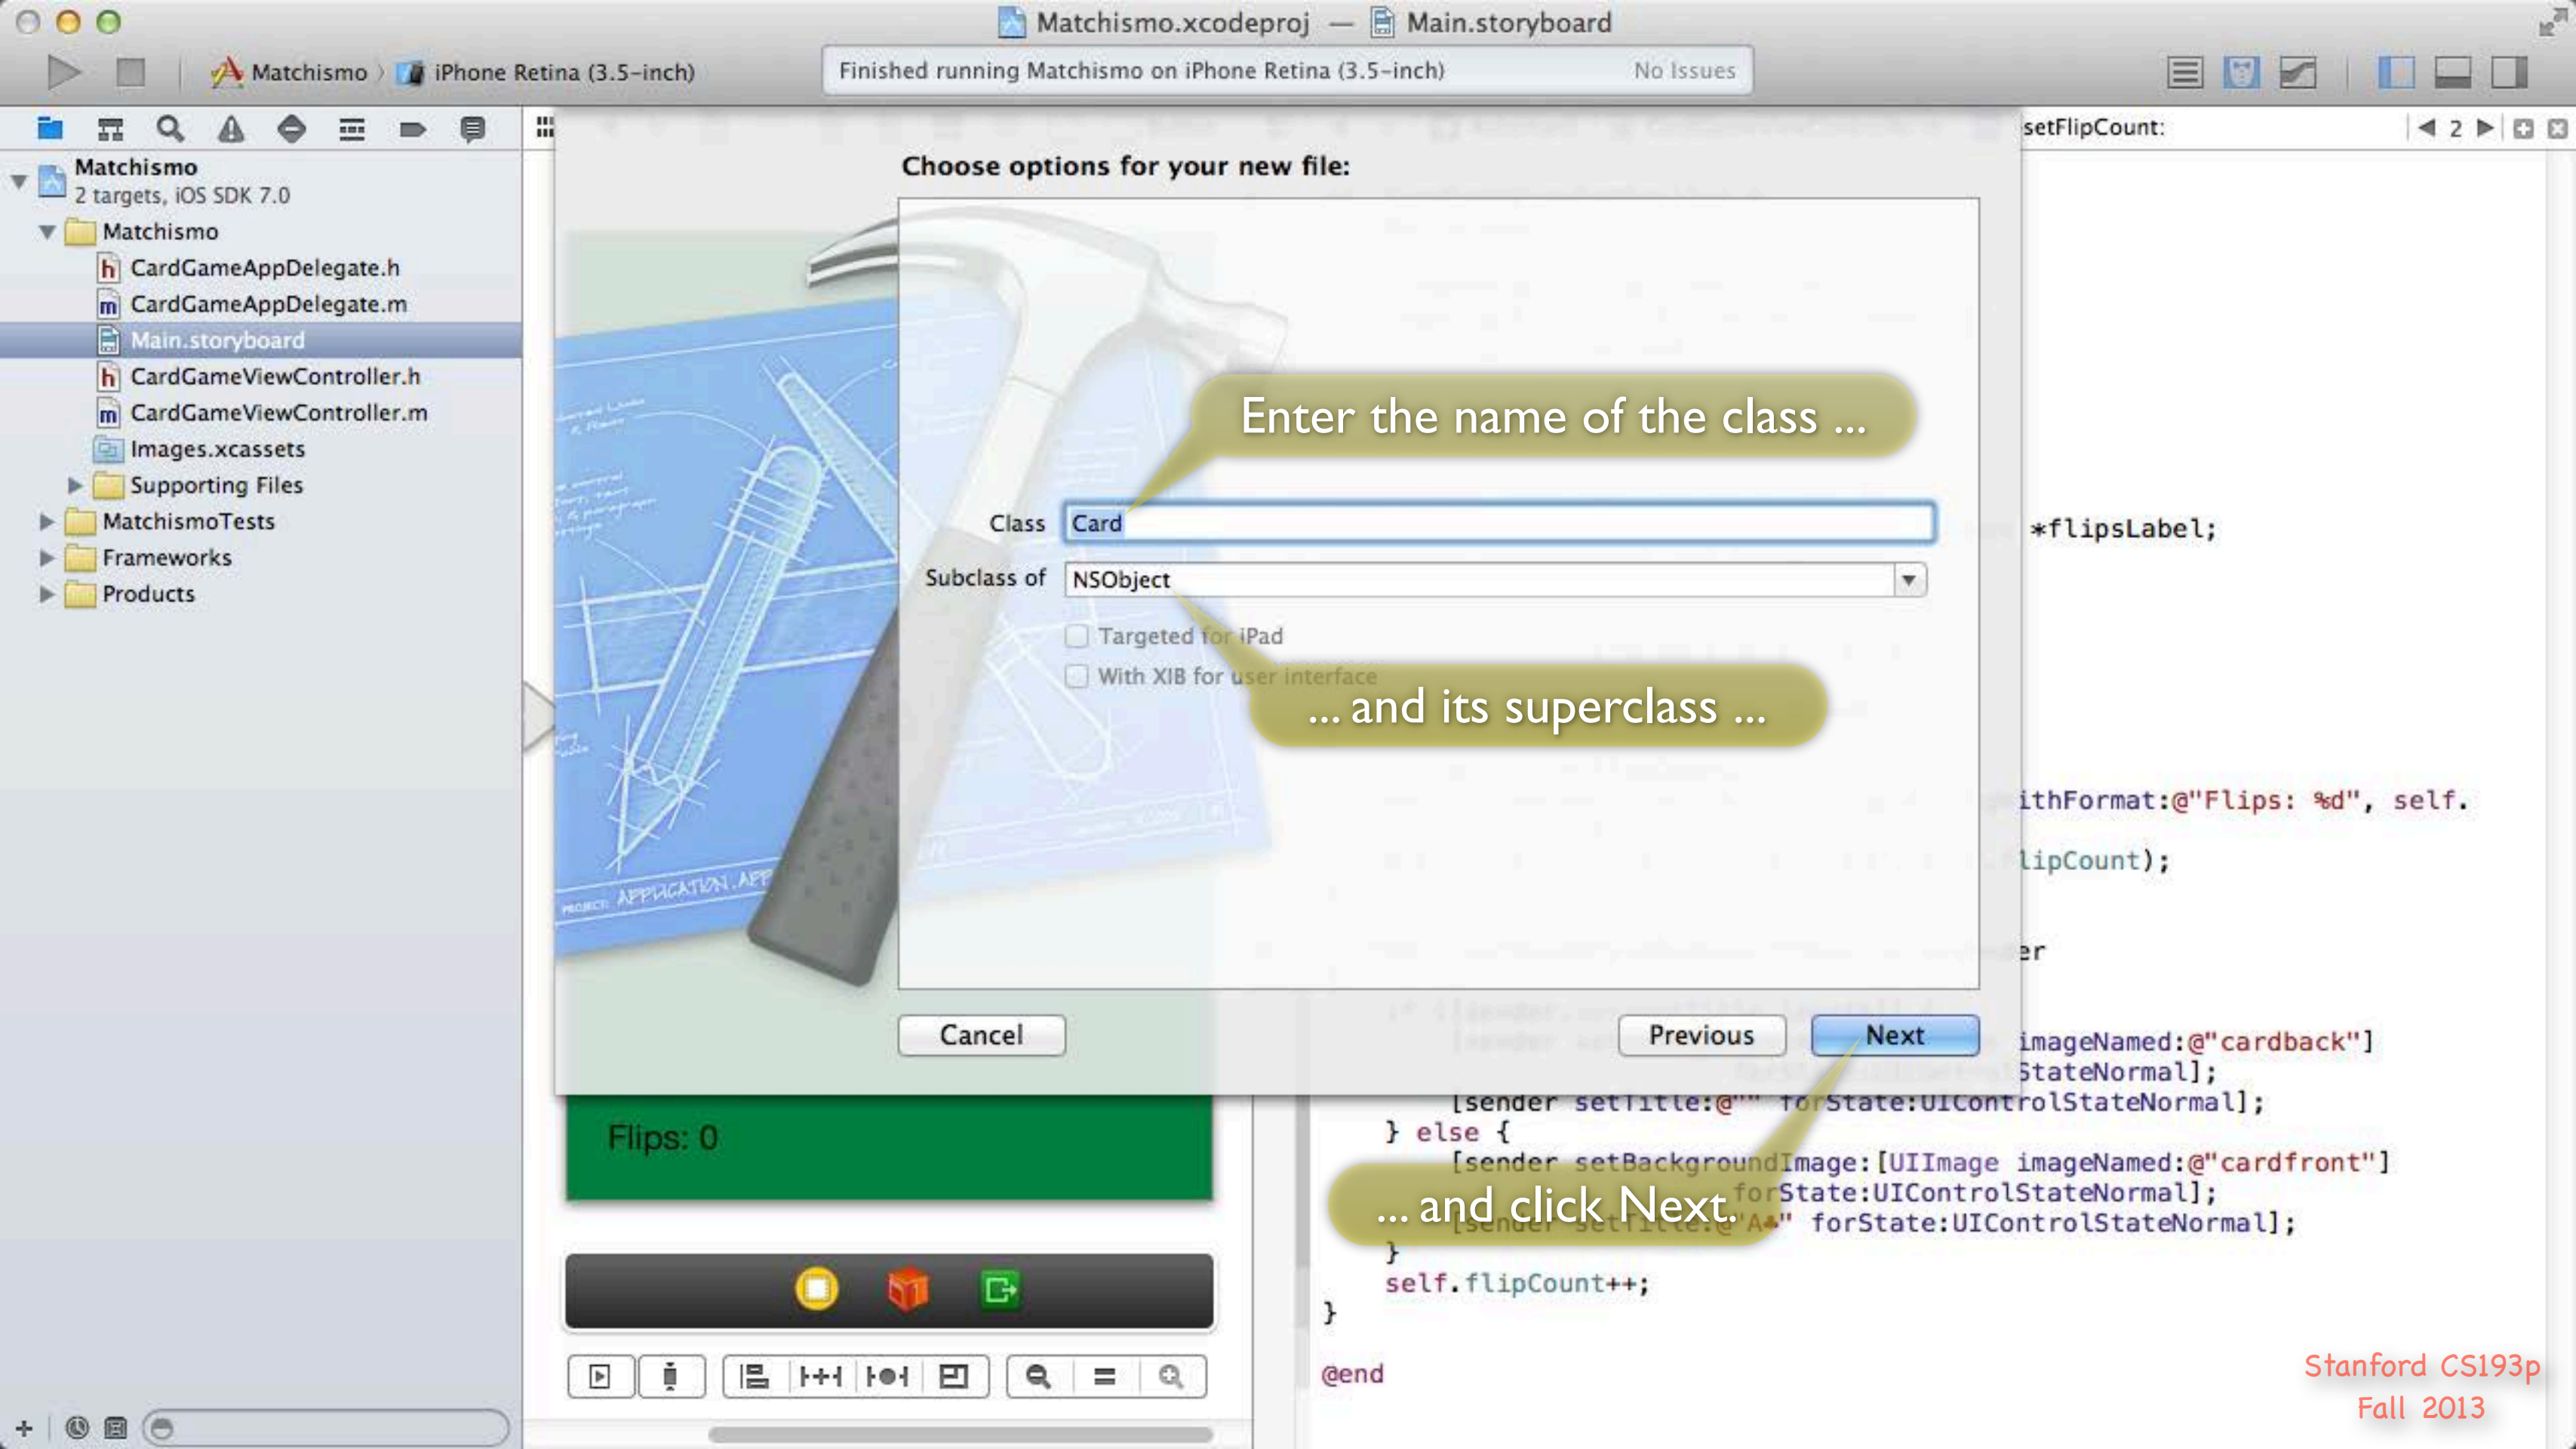 Matchismo.xcodeproj — Main.storyboard
Matchismo
iPhone Retina (3.5-inch)
Finished running Matchismo on iPhone Retina (3.5-inch)
No Issues
setFlipCount:
2
Matchismo
2 targets, iOS SDK 7.0
Matchismo
CardGameAppDelegate.h
CardGameAppDelegate.m
Main.storyboard
CardGameViewController.h
CardGameViewController.m
Images.xcassets
Supporting Files
MatchismoTests
Frameworks
Products
Choose options for your new file:
Enter the name of the class ...
Class Card
Subclass of NSObject
Targeted for iPad
With XIB for user interface
... and its superclass ...
PROJECT: APPLICATION.APP
Cancel
Previous
Next
... and click Next.
Flips: 0
*flipsLabel;
ithFormat:@"Flips: %d", self.
lipCount);
er
imageNamed:@"cardback"]
StateNormal];
[sender setTitle:@"" forState:UIControlStateNormal];
} else {
[sender setBackgroundImage:[UIImage imageNamed:@"cardfront"]
forState:UIControlStateNormal];
[sender setTitle:@"A♣" forState:UIControlStateNormal];
}
self.flipCount++;
}
@end
Stanford CS193p
Fall 2013